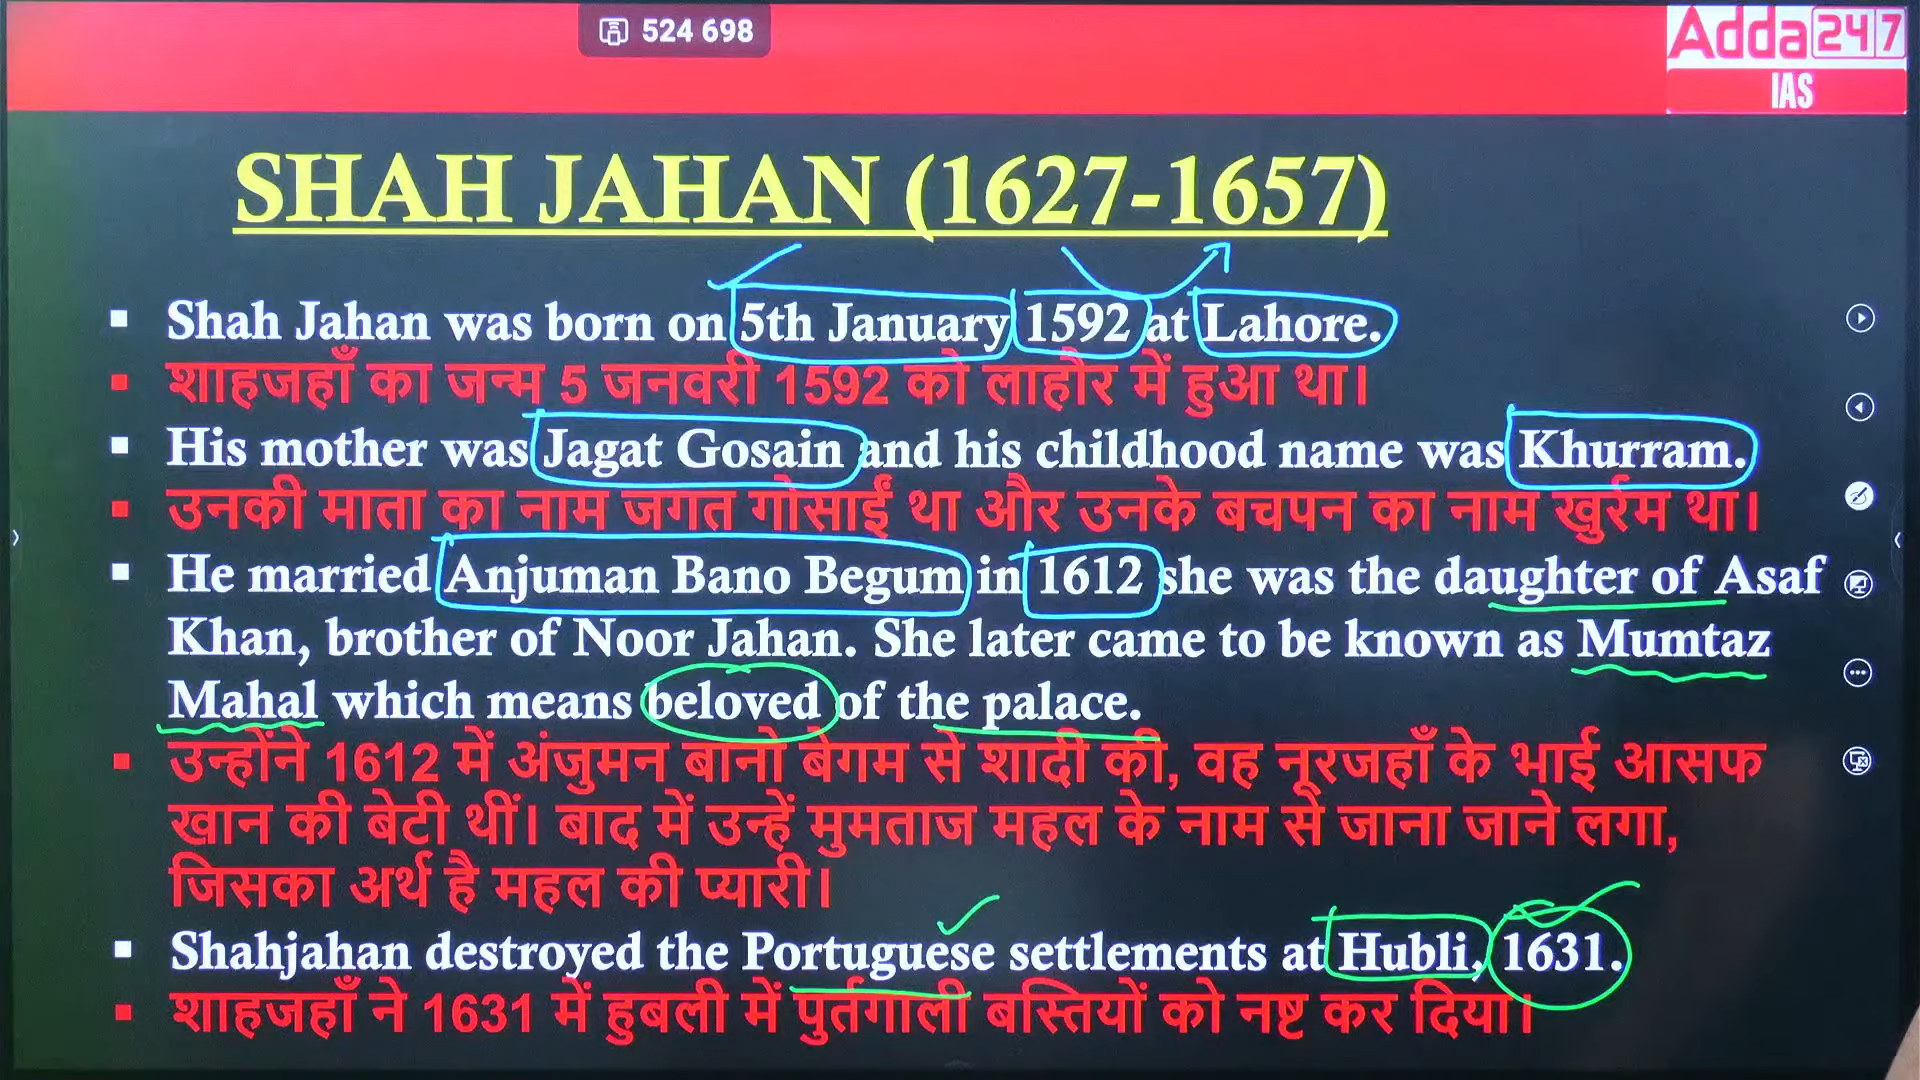 524 698
Adda247
IAS
SHAH JAHAN (1627-1657)
▪ Shah Jahan was born on 5th January 1592 at Lahore.
▪ शाहजहाँ का जन्म 5 जनवरी 1592 को लाहौर में हुआ था।
▪ His mother was Jagat Gosain and his childhood name was Khurram.
▪ उनकी माता का नाम जगत गोसाईं था और उनके बचपन का नाम खुर्रम था।
▪ He married Anjuman Bano Begum in 1612 she was the daughter of Asaf
Khan, brother of Noor Jahan. She later came to be known as Mumtaz
Mahal which means beloved of the palace.
▪ उन्होंने 1612 में अंजुमन बानो बेगम से शादी की, वह नूरजहाँ के भाई आसफ
खान की बेटी थीं। बाद में उन्हें मुमताज महल के नाम से जाना जाने लगा,
जिसका अर्थ है महल की प्यारी।
▪ Shahjahan destroyed the Portuguese settlements at Hubli, 1631.
▪ शाहजहाँ ने 1631 में हुबली में पुर्तगाली बस्तियों को नष्ट कर दिया।